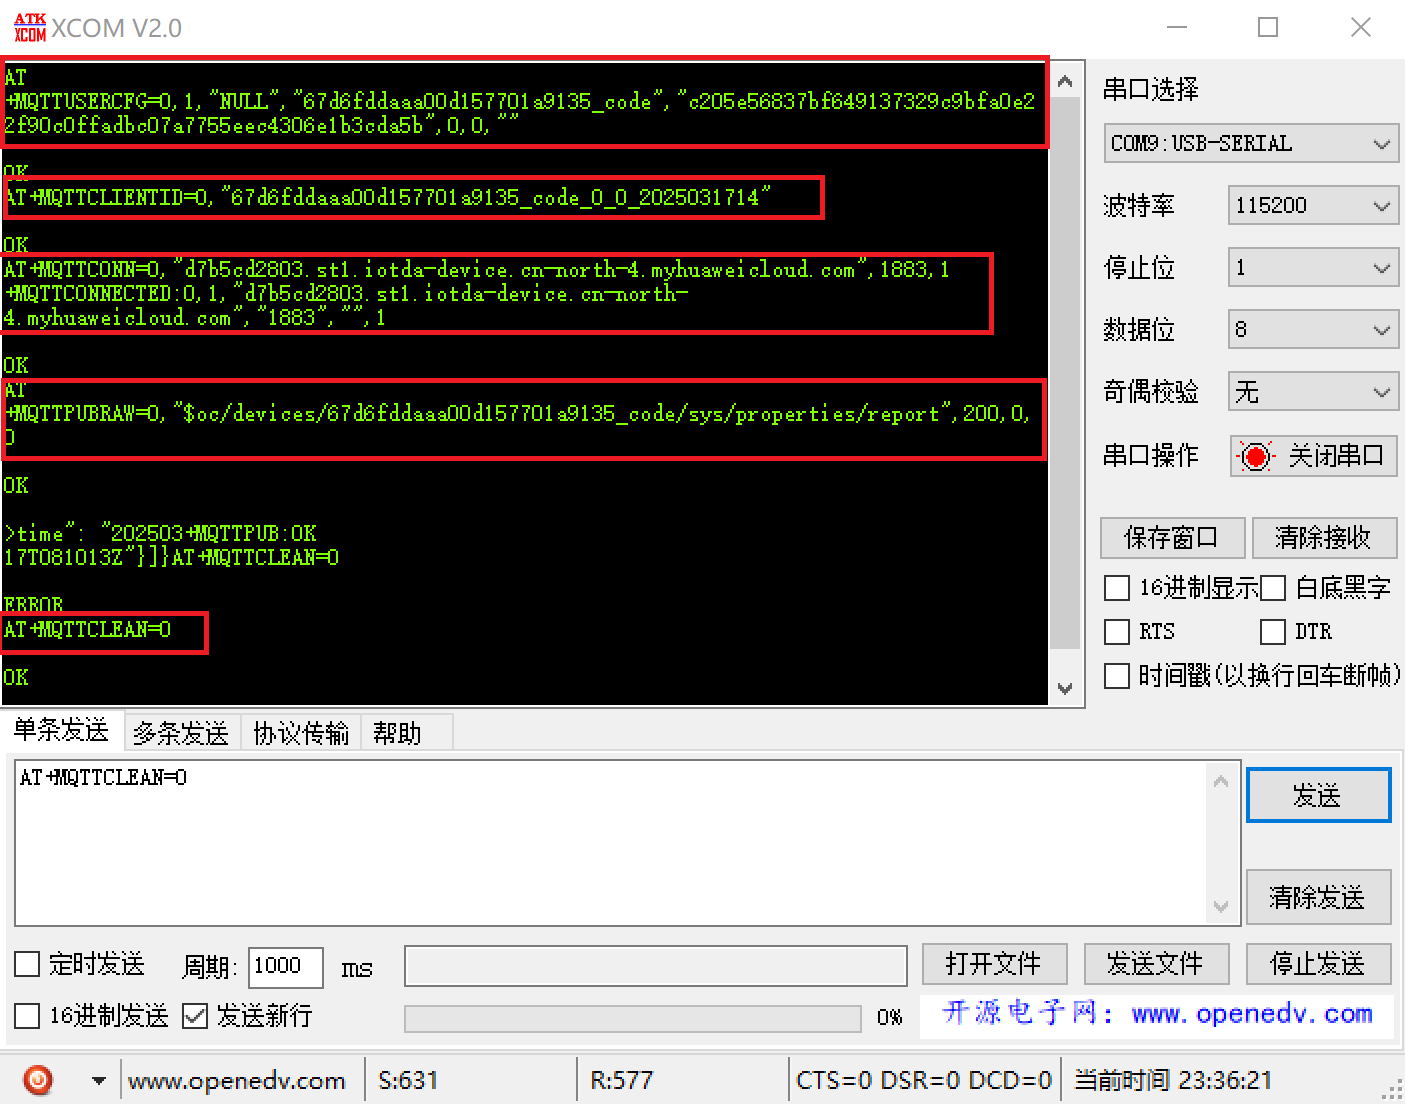 ATK XCOM XCOM V2.0
AT
+MQTTUSERCFG=0,1,"NULL","67d6fddaaa00d157701a9135_code","c205e56837bf649137329c9bfa0e2
2f90c0ffadbc07a7755eec4306e1b3cda5b",0,0,""
OK
AT+MQTTCLIENTID=0,"67d6fddaaa00d157701a9135_code_0_0_2025031714"
OK
AT+MQTTCONN=0,"d7b5cd2803.st1.iotda-device.cn-north-4.myhuaweicloud.com",1883,1
+MQTTCONNECTED:0,1,"d7b5cd2803.st1.iotda-device.cn-north-
4.myhuaweicloud.com","1883","",1
OK
AT
+MQTTPUBRAW=0,"$oc/devices/67d6fddaaa00d157701a9135_code/sys/properties/report",200,0,
0
OK
>time": "202503+MQTTPUB:OK
17T081013Z"}]}AT+MQTTCLEAN=0
ERROR
AT+MQTTCLEAN=0
OK
串口选择
COM9:USB-SERIAL
波特率 115200
停止位 1
数据位 8
奇偶校验 无
串口操作 关闭串口
保存窗口 清除接收
16进制显示 白底黑字
RTS DTR
时间戳(以换行回车断帧)
单条发送 多条发送 协议传输 帮助
AT+MQTTCLEAN=0
发送
清除发送
定时发送 周期: 1000 ms 打开文件 发送文件 停止发送
16进制发送 发送新行 0% 开源电子网: www.openedv.com
www.openedv.com S:631 R:577 CTS=0 DSR=0 DCD=0 当前时间 23:36:21